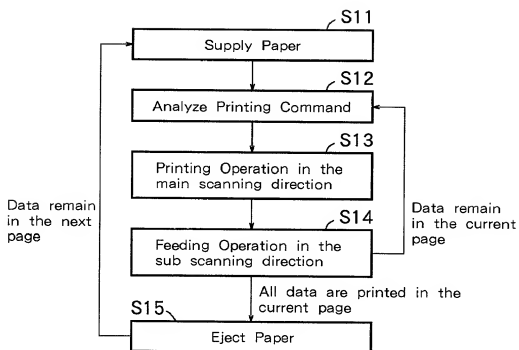 S11
Supply Paper
S12
Analyze Printing Command
S13
Printing Operation in the
main scanning direction
S14
Feeding Operation in the
sub scanning direction
Data remain
in the next
page
Data remain
in the current
page
All data are printed in the
current page
S15
Eject Paper